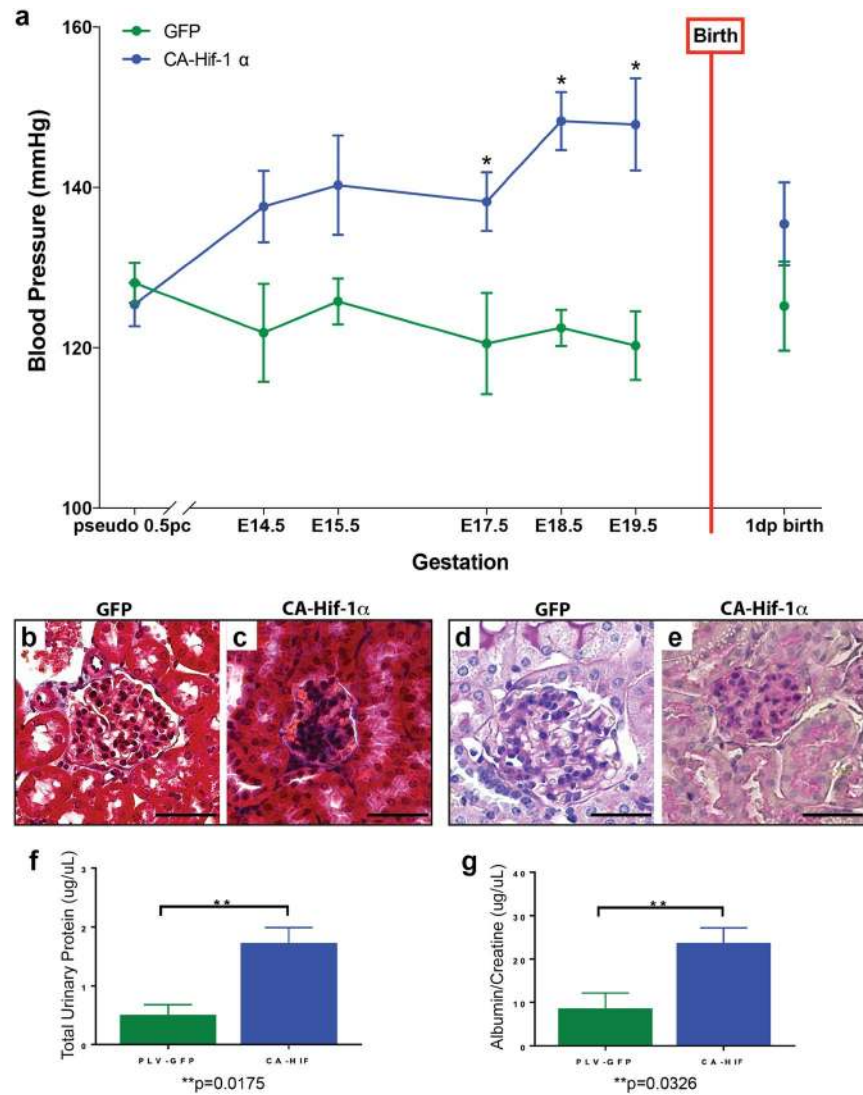 a
160
140
120
100
Blood Pressure (mmHg)
GFP
CA-Hif-1 α
*
*
*
Birth
pseudo 0.5pc
E14.5
E15.5
E17.5
E18.5
E19.5
1dp birth
Gestation
GFP
CA-Hif-1α
GFP
CA-Hif-1α
b
c
d
e
f
Total Urinary Protein (ug/uL)
3
2
1
0
**
PLV-GFP
CA-HIF
**p=0.0175
g
Albumin/Creatine (ug/uL)
40
30
20
10
0
**
PLV-GFP
CA-HIF
**p=0.0326